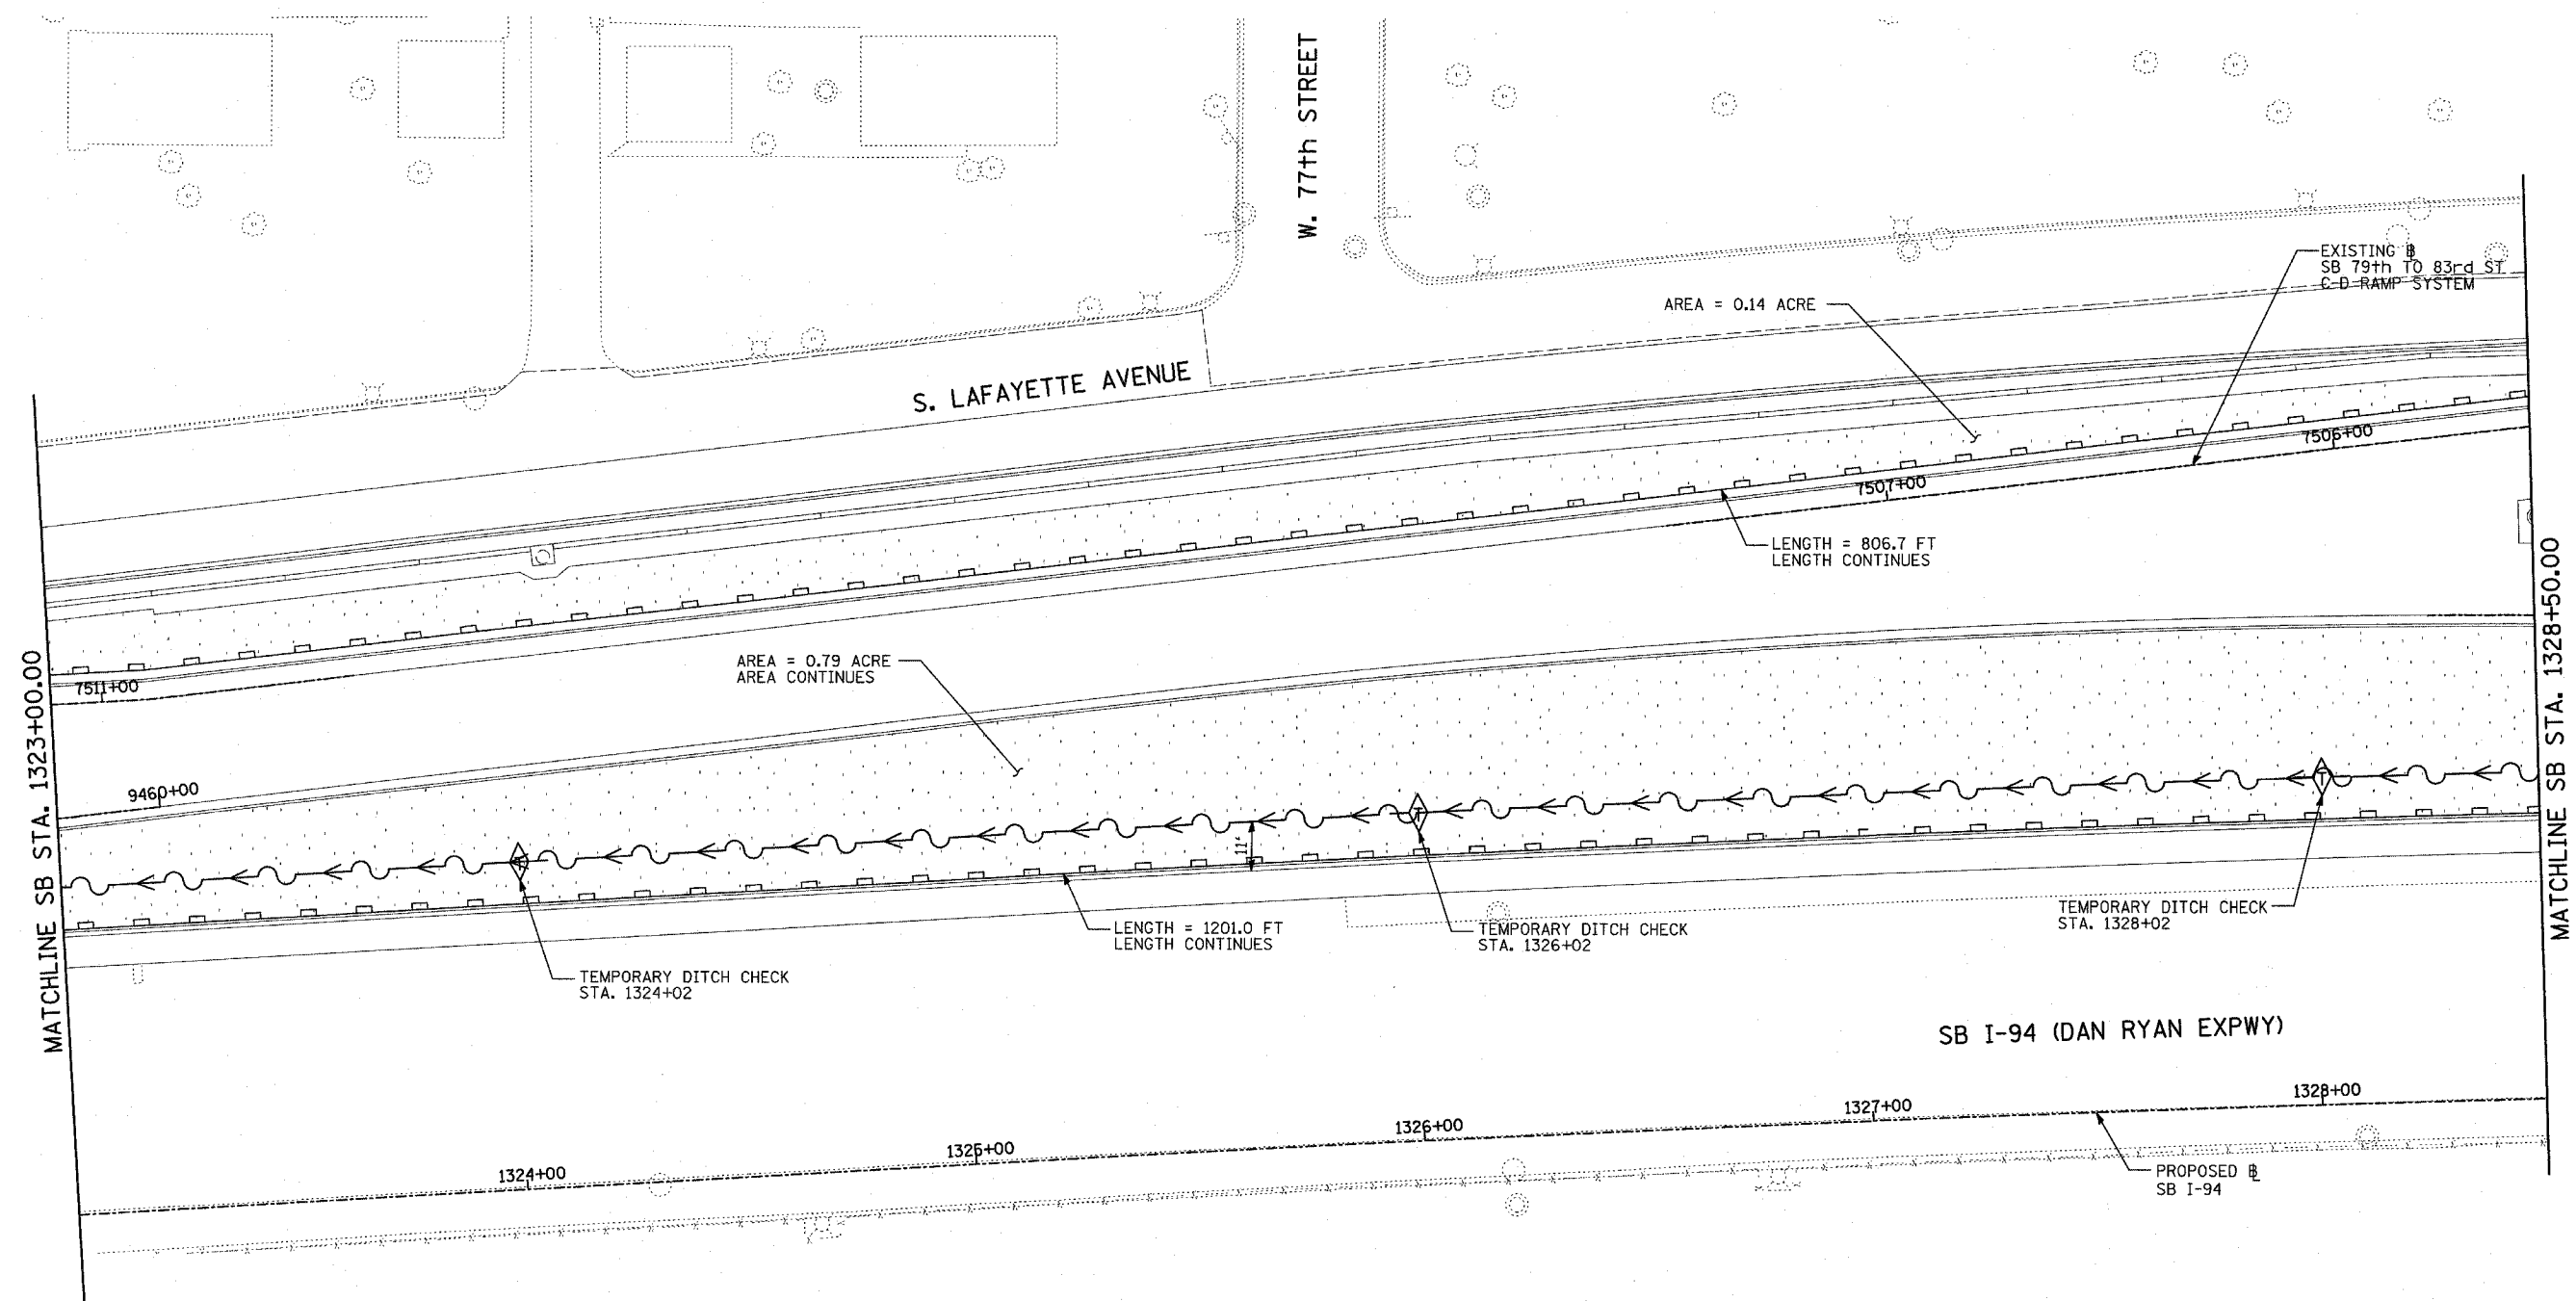 W. 77th STREET
EXISTING ⅊
SB 79th TO 83rd ST
C-D RAMP SYSTEM
AREA = 0.14 ACRE
S. LAFAYETTE AVENUE
7506+00
7507+00
LENGTH = 806.7 FT
LENGTH CONTINUES
AREA = 0.79 ACRE
AREA CONTINUES
7511+00
9460+00
MATCHLINE SB STA. 1323+00.00
MATCHLINE SB STA. 1328+50.00
11'
LENGTH = 1201.0 FT
LENGTH CONTINUES
TEMPORARY DITCH CHECK
STA. 1324+02
TEMPORARY DITCH CHECK
STA. 1326+02
TEMPORARY DITCH CHECK
STA. 1328+02
SB I-94 (DAN RYAN EXPWY)
1324+00
1325+00
1326+00
1327+00
1328+00
PROPOSED ⅊
SB I-94